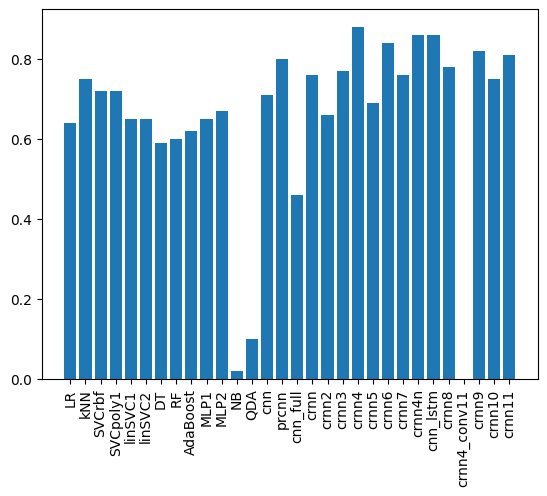 0.8
0.6
0.4
0.2
0.0
LR
kNN
SVCrbf
SVCpoly1
linSVC1
linSVC2
DT
RF
AdaBoost
MLP1
MLP2
NB
QDA
cnn
prcnn
cnn_full
crnn
crnn2
crnn3
crnn4
crnn5
crnn6
crnn7
crnn4n
cnn_lstm
crnn8
crnn4_conv11
crnn9
crnn10
crnn11